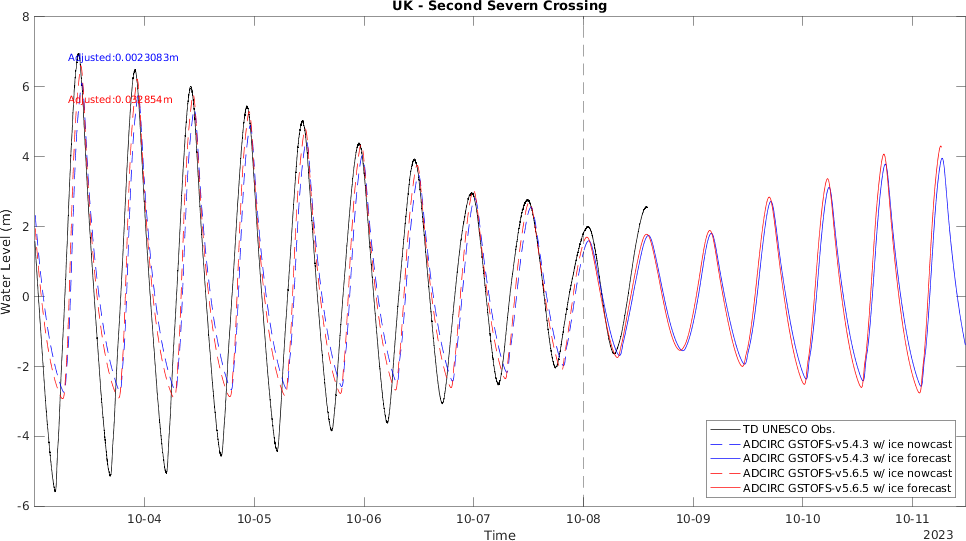 UK - Second Severn Crossing
8
6
4
2
0
-2
-4
-6
Water Level (m)
Adjusted:0.0023083m
Adjusted:0.032854m
TD UNESCO Obs.
ADCIRC GSTOFS-v5.4.3 w/ ice nowcast
ADCIRC GSTOFS-v5.4.3 w/ ice forecast
ADCIRC GSTOFS-v5.6.5 w/ ice nowcast
ADCIRC GSTOFS-v5.6.5 w/ ice forecast
10-04 10-05 10-06 10-07 10-08 10-09 10-10 10-11
Time
2023